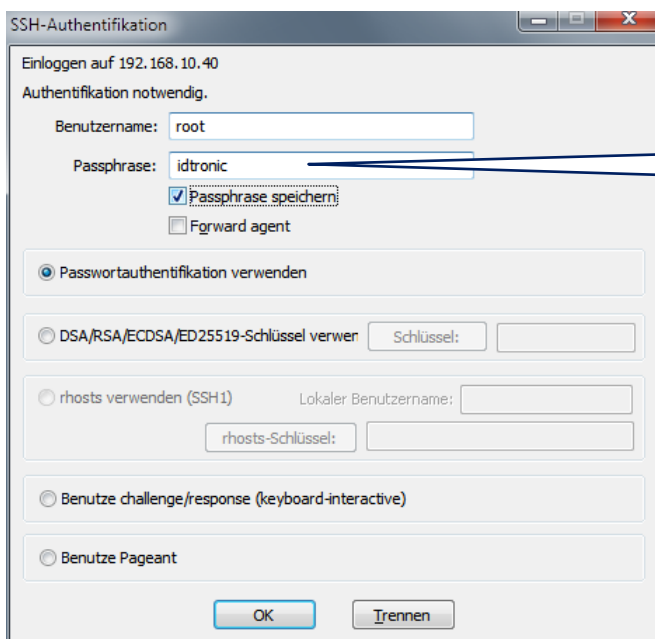 SSH-Authentifikation
Einloggen auf 192.168.10.40
Authentifikation notwendig.
Benutzername: root
Passphrase: idtronic
Passphrase speichern
Forward agent
Passwortauthentifikation verwenden
DSA/RSA/ECDSA/ED25519-Schlüssel verwen Schlüssel:
rhosts verwenden (SSH1) Lokaler Benutzername:
rhosts-Schlüssel:
Benutze challenge/response (keyboard-interactive)
Benutze Pageant
OK Trennen